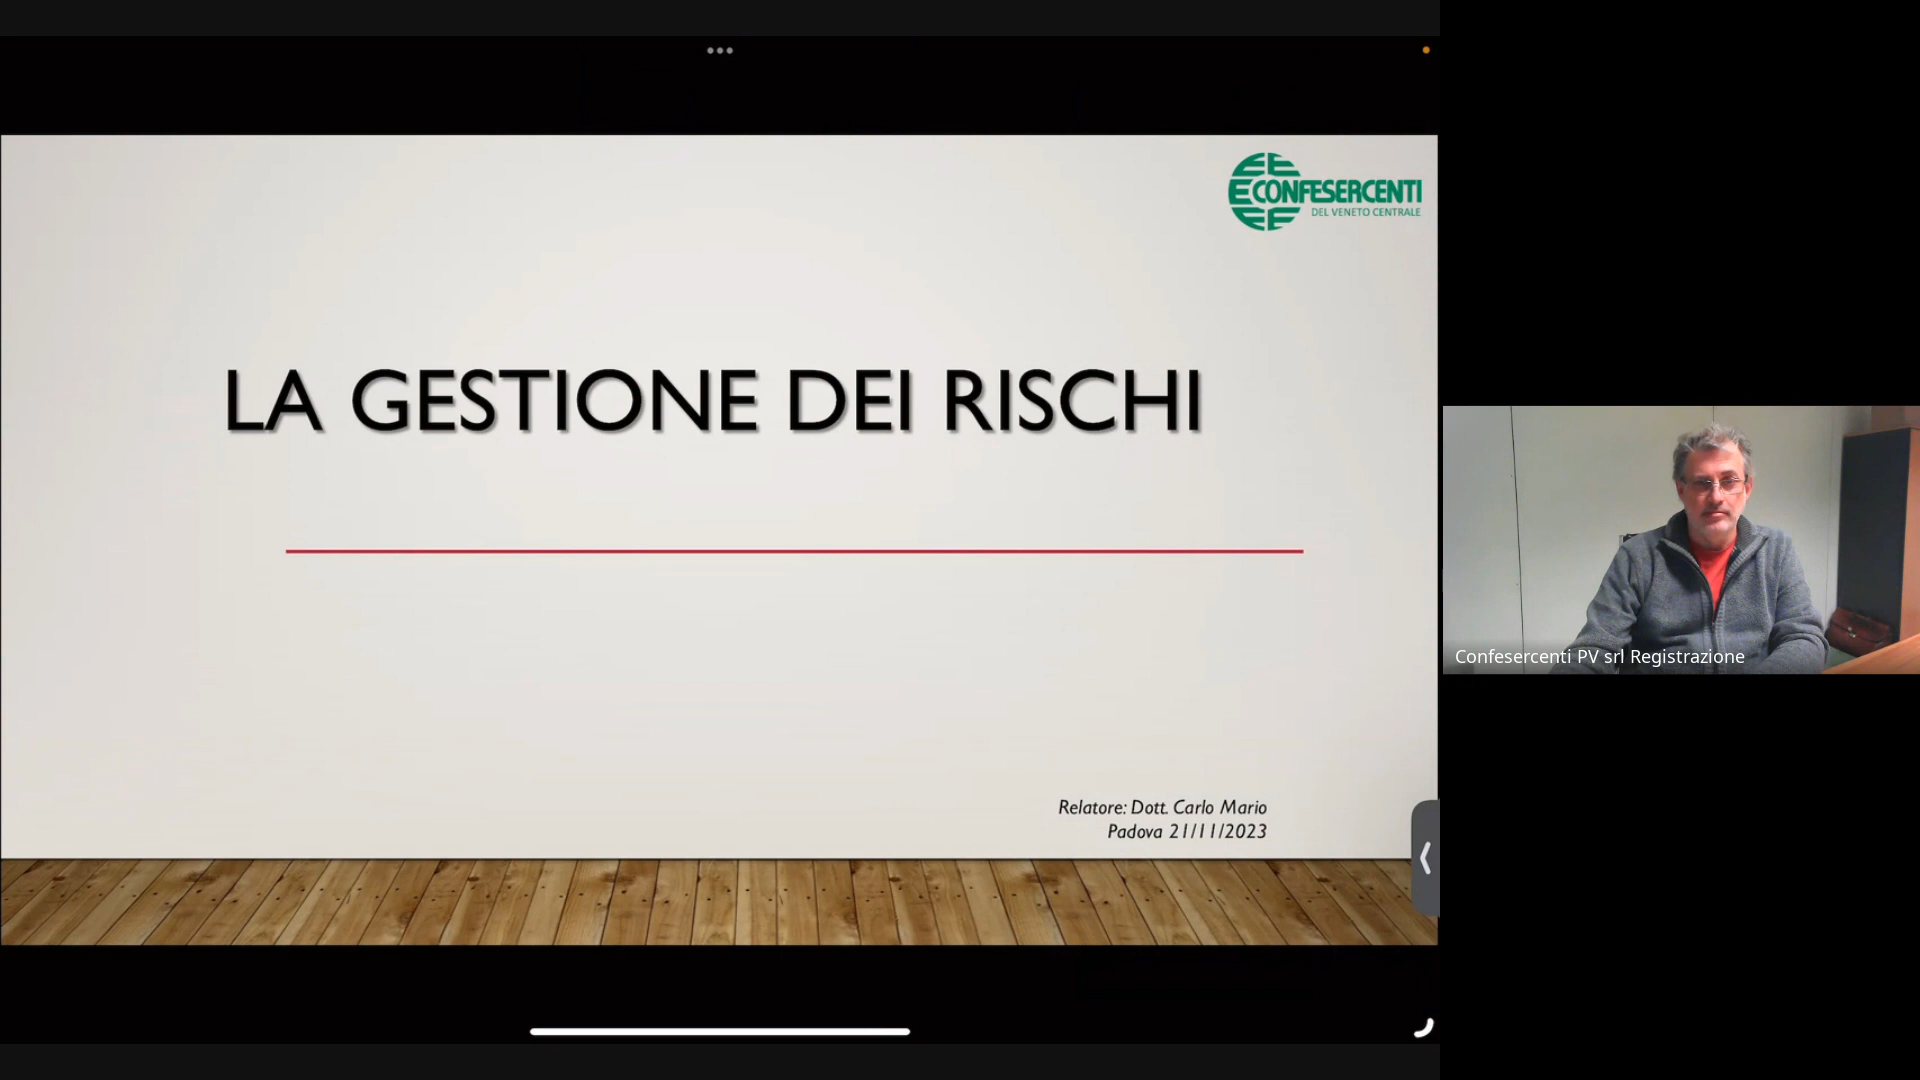 CONFESERCENTI
DEL VENETO CENTRALE
LA GESTIONE DEI RISCHI
Relatore: Dott. Carlo Mario
Padova 21/11/2023
Confesercenti PV srl Registrazione